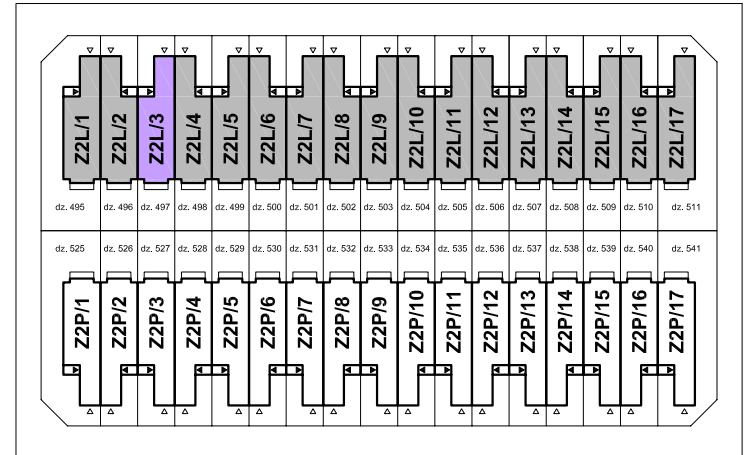 Z2L/1 Z2L/2 Z2L/3 Z2L/4 Z2L/5 Z2L/6 Z2L/7 Z2L/8 Z2L/9 Z2L/10 Z2L/11 Z2L/12 Z2L/13 Z2L/14 Z2L/15 Z2L/16 Z2L/17
dz. 495 dz. 496 dz. 497 dz. 498 dz. 499 dz. 500 dz. 501 dz. 502 dz. 503 dz. 504 dz. 505 dz. 506 dz. 507 dz. 508 dz. 509 dz. 510 dz. 511
dz. 525 dz. 526 dz. 527 dz. 528 dz. 529 dz. 530 dz. 531 dz. 532 dz. 533 dz. 534 dz. 535 dz. 536 dz. 537 dz. 538 dz. 539 dz. 540 dz. 541
Z2P/1 Z2P/2 Z2P/3 Z2P/4 Z2P/5 Z2P/6 Z2P/7 Z2P/8 Z2P/9 Z2P/10 Z2P/11 Z2P/12 Z2P/13 Z2P/14 Z2P/15 Z2P/16 Z2P/17